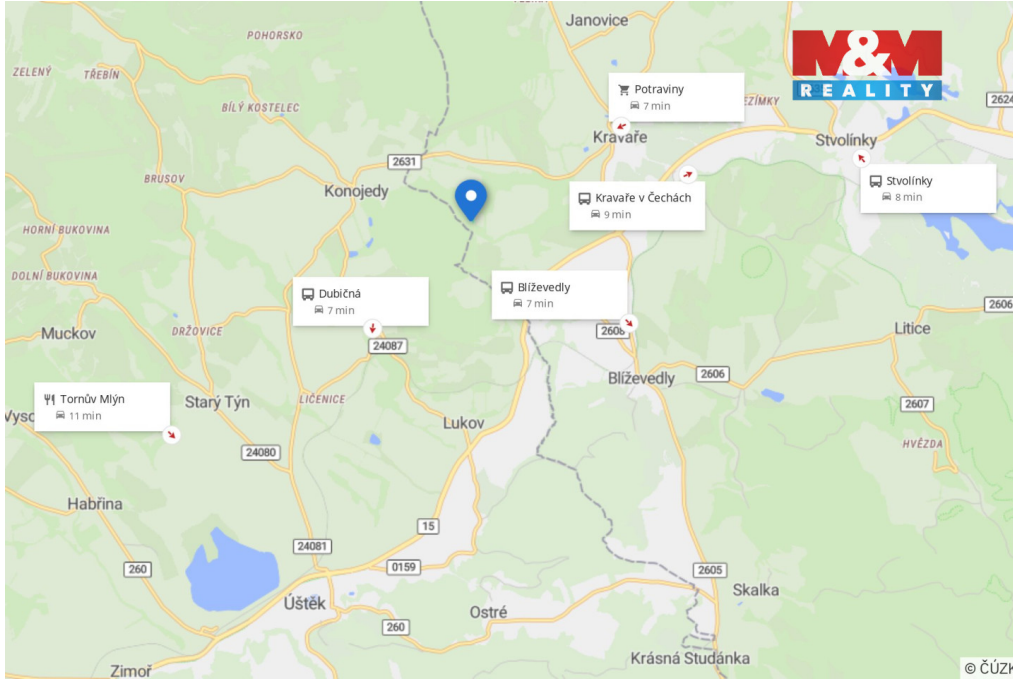 Janovice
POHORSKO
M&M
REALITY
ZELENÝ
TŘEBÍN
Potraviny
7 min
2624
BÍLÝ KOSTELEC
Kravaře
Stvolínky
2631
BRUSOV
Konojedy
Stvolínky
8 min
Kravaře v Čechách
9 min
HORNÍ BUKOVINA
DOLNÍ BUKOVINA
Dubičná
7 min
Blíževedly
7 min
2606
Muckov
DRŽOVICE
Litice
24087
Blíževedly
2606
Tornův Mlýn
11 min
Starý Týn
LIČENICE
2607
Lukov
HVĚZDA
24080
Habřina
15
24081
260
0159
2605
Skalka
Úštěk
Ostré
260
Krásná Studánka
Zimoř